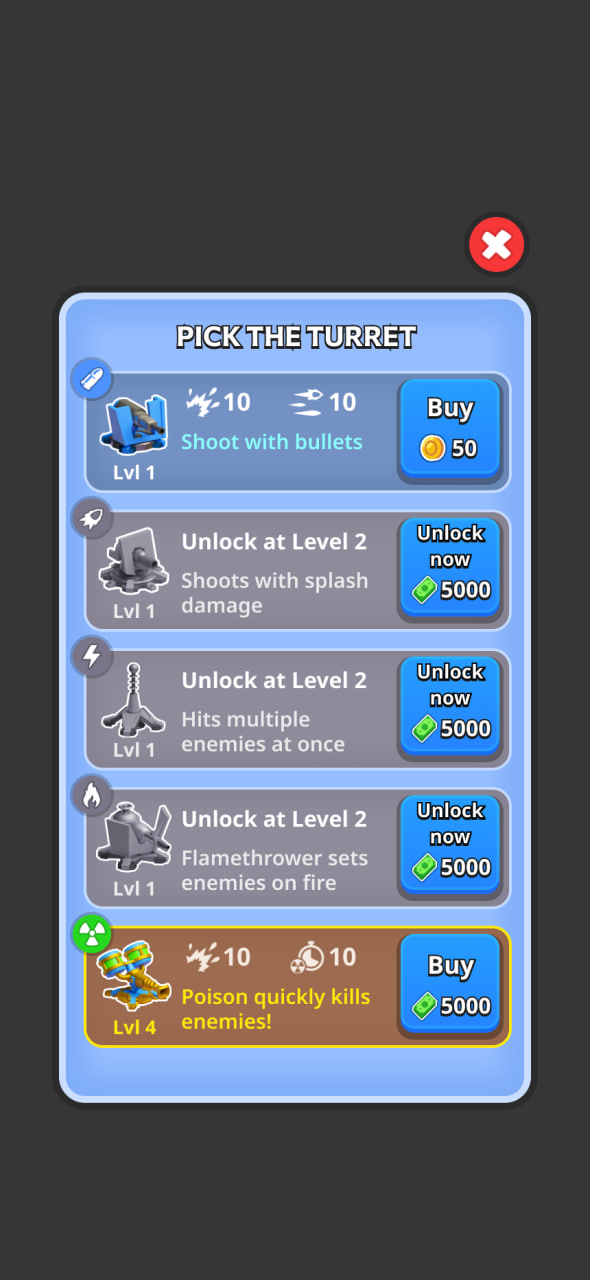 PICK THE TURRET
10 10
Shoot with bullets
Lvl 1
Buy
50
Unlock at Level 2
Shoots with splash
damage
Lvl 1
Unlock
now
5000
Unlock at Level 2
Hits multiple
enemies at once
Lvl 1
Unlock
now
5000
Unlock at Level 2
Flamethrower sets
enemies on fire
Lvl 1
Unlock
now
5000
10 10
Poison quickly kills
enemies!
Lvl 4
Buy
5000